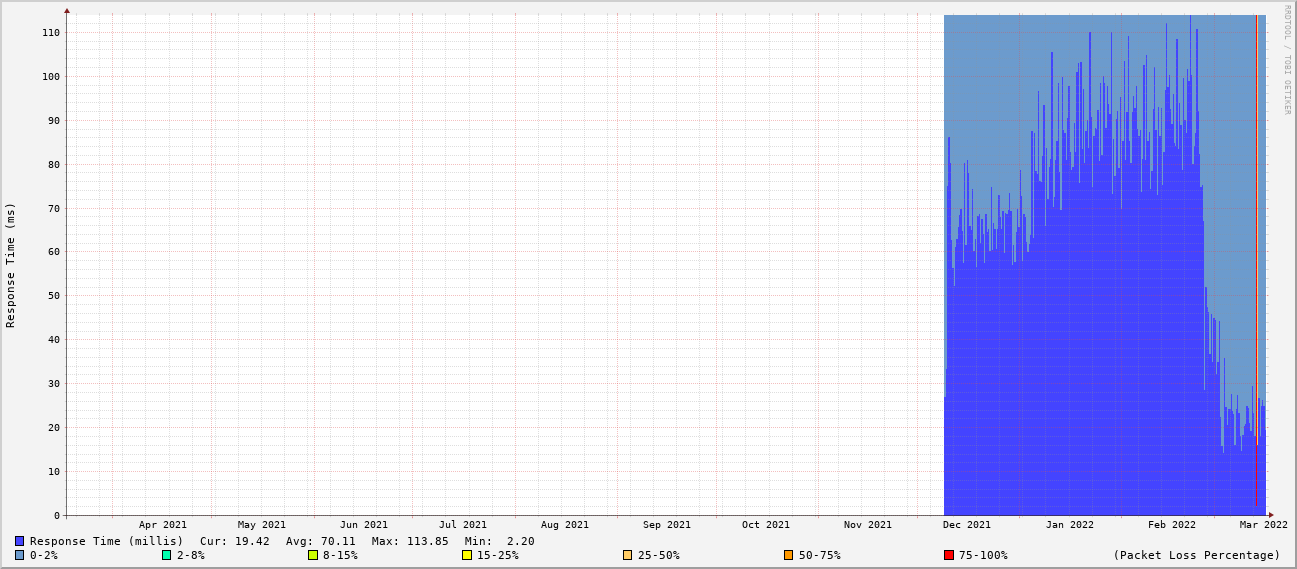 RRDTOOL / TOBI OETIKER
Response Time (ms)
110
100
90
80
70
60
50
40
30
20
10
0
Apr 2021 May 2021 Jun 2021 Jul 2021 Aug 2021 Sep 2021 Oct 2021 Nov 2021 Dec 2021 Jan 2022 Feb 2022 Mar 2022
Response Time (millis) Cur: 19.42 Avg: 70.11 Max: 113.85 Min: 2.20
0-2% 2-8% 8-15% 15-25% 25-50% 50-75% 75-100% (Packet Loss Percentage)